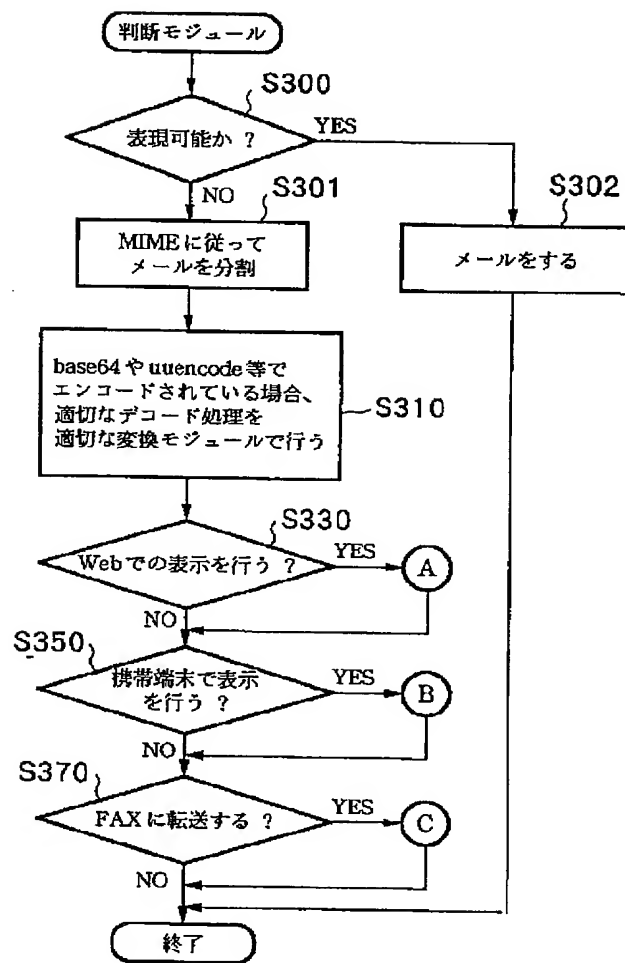 判断モジュール
S300
表現可能か ?
YES
NO
S301
MIMEに従って
メールを分割
S302
メールをする
base64やuuencode等で
エンコードされている場合、
適切なデコード処理を
適切な変換モジュールで行う
S310
S330
Webでの表示を行う ?
YES
A
NO
S350
携帯端末で表示
を行う ?
YES
B
NO
S370
FAXに転送する ?
YES
C
NO
終了